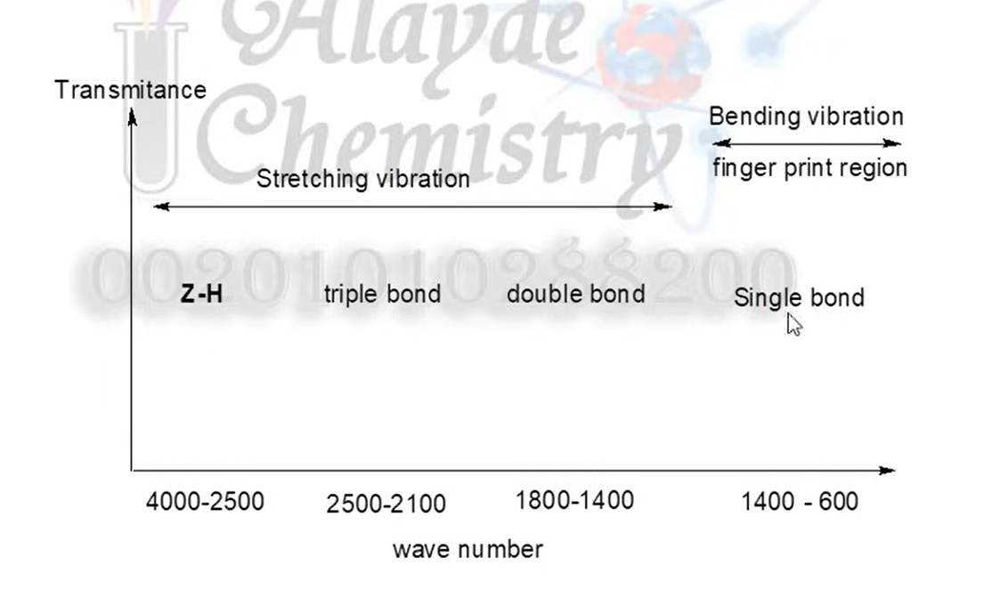 Alayde
Chemistry
Transmitance
Bending vibration
finger print region
Stretching vibration
00201010288200
Z-H triple bond double bond Single bond
4000-2500 2500-2100 1800-1400 1400 - 600
wave number